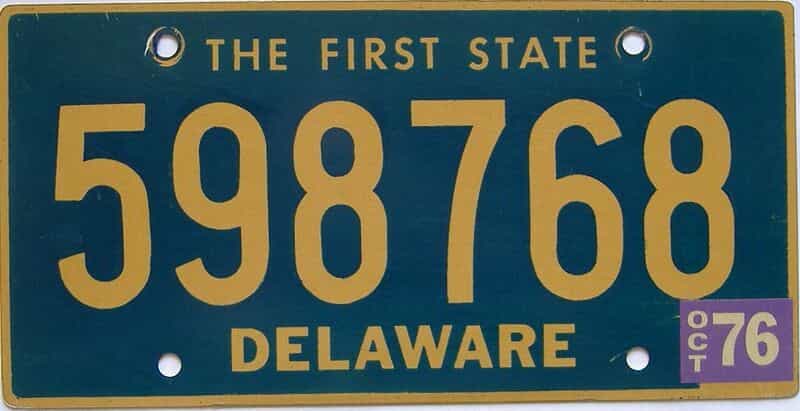 THE FIRST STATE
598768
DELAWARE
OCT 76